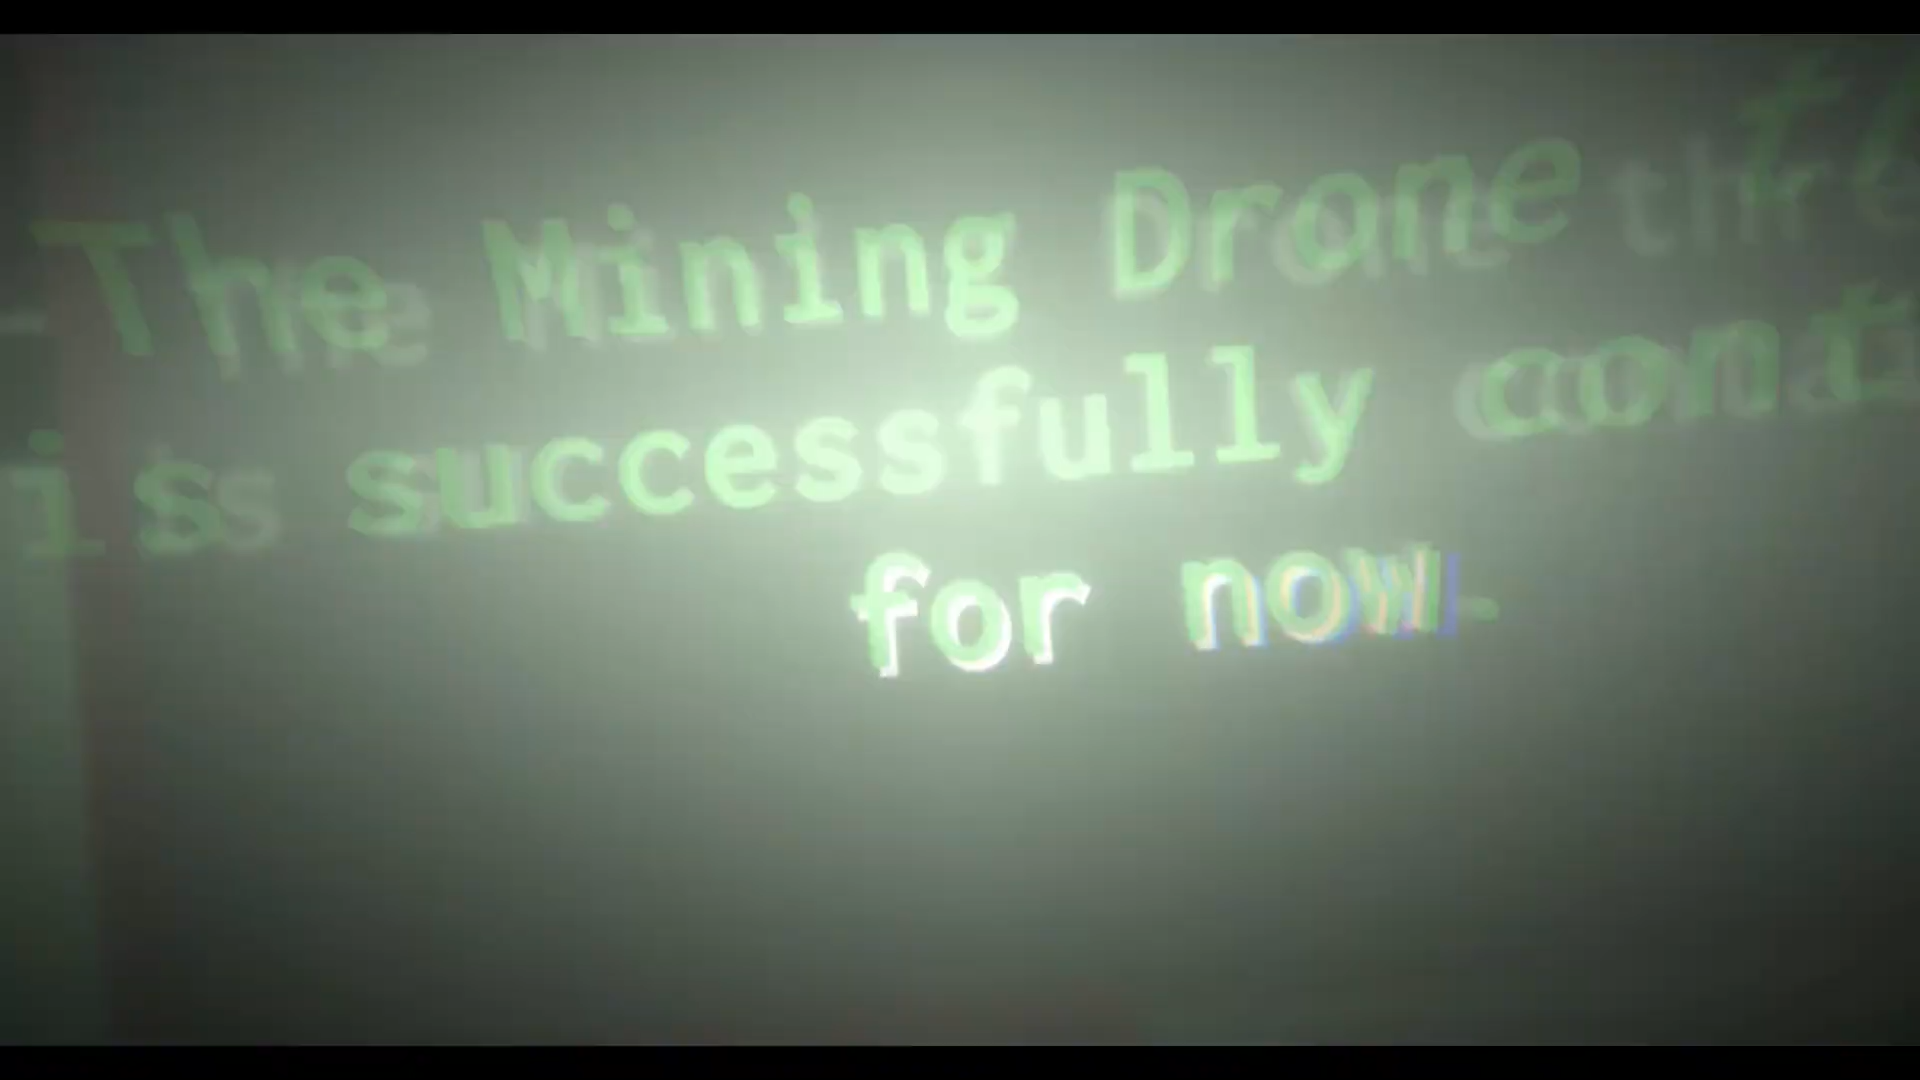 The Mining Drone
is successfully
for now.